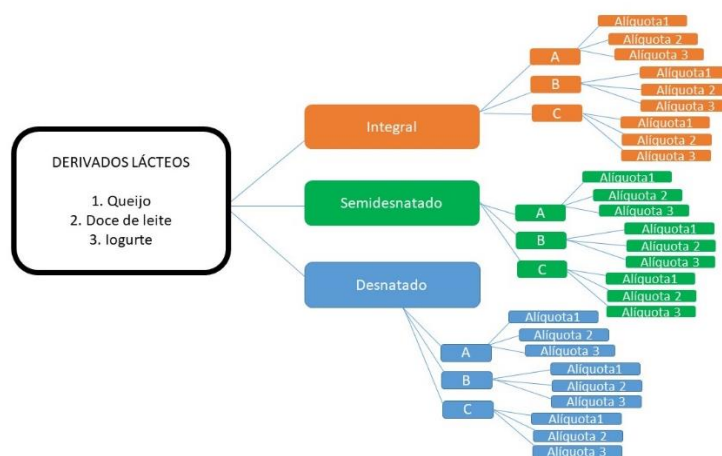 DERIVADOS LÁCTEOS
1. Queijo
2. Doce de leite
3. Iogurte
Integral
A
Alíquota1
Alíquota 2
Alíquota 3
B
Alíquota1
Alíquota 2
Alíquota 3
C
Alíquota1
Alíquota 2
Alíquota 3
Semidesnatado
A
Alíquota1
Alíquota 2
Alíquota 3
B
Alíquota1
Alíquota 2
Alíquota 3
C
Alíquota1
Alíquota 2
Alíquota 3
Desnatado
A
Alíquota1
Alíquota 2
Alíquota 3
B
Alíquota1
Alíquota 2
Alíquota 3
C
Alíquota1
Alíquota 2
Alíquota 3